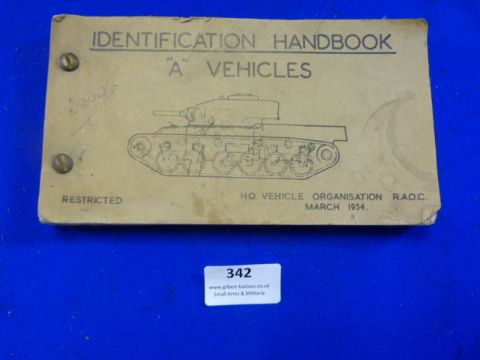 IDENTIFICATION HANDBOOK
"A" VEHICLES
RESTRICTED
H.Q. VEHICLE ORGANISATION R.A.O.C.
MARCH 1954.
342
www.gilbert-baitson.co.uk
Small Arms & Militaria